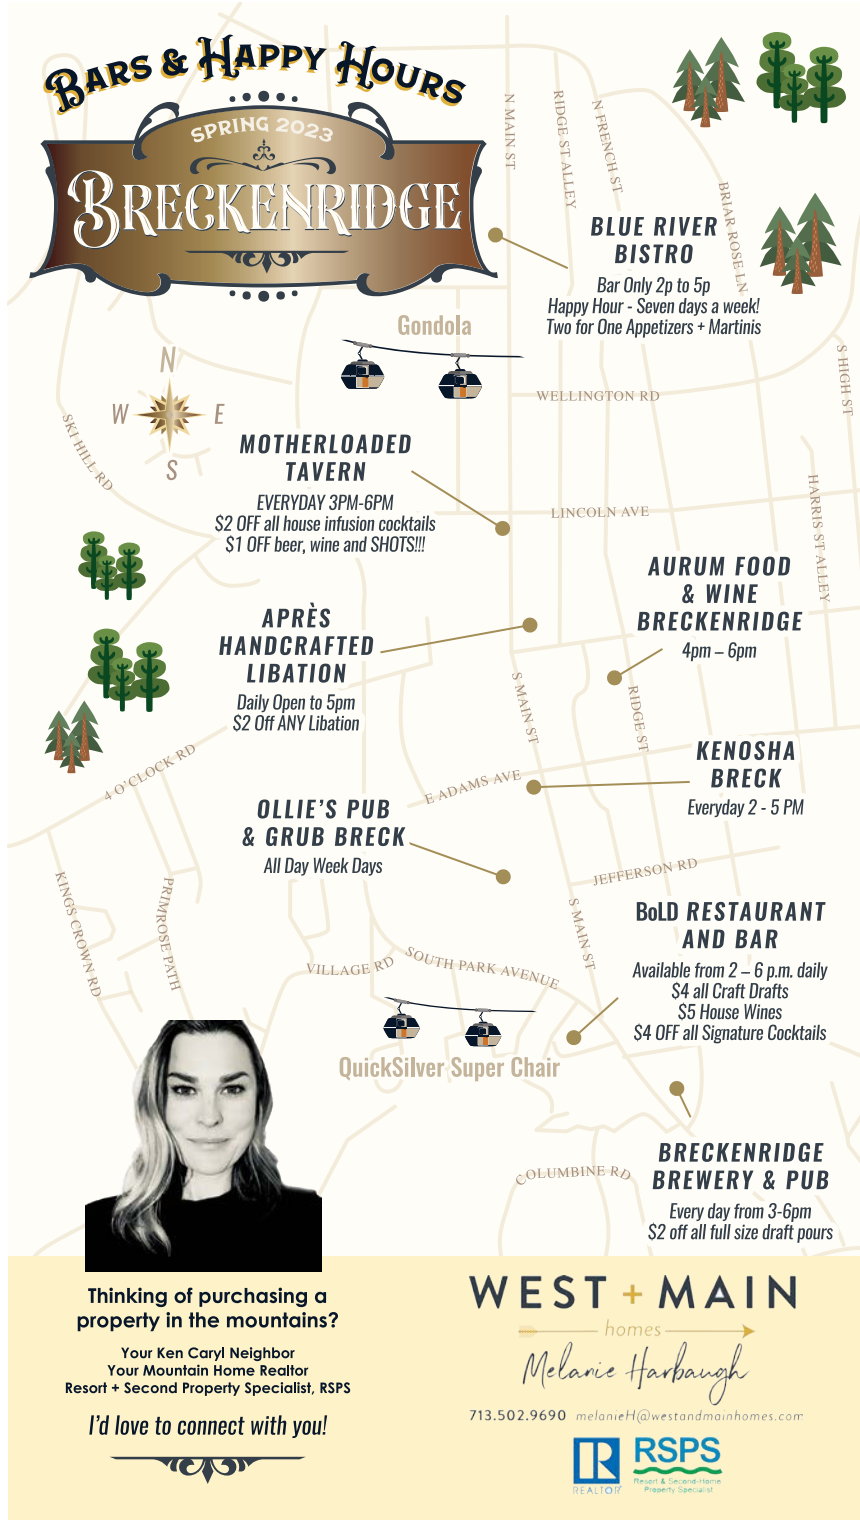 BARS & HAPPY HOURS
SPRING 2023
BRECKENRIDGE
N MAIN ST
RIDGE ST ALLEY
N FRENCH ST
BRIAR ROSE LN
BLUE RIVER
BISTRO
Bar Only 2p to 5p
Happy Hour - Seven days a week!
Two for One Appetizers + Martinis
Gondola
N
W
E
S
WELLINGTON RD
S HIGH ST
SKI HILL RD
MOTHERLOADED
TAVERN
EVERYDAY 3PM-6PM
$2 OFF all house infusion cocktails
$1 OFF beer, wine and SHOTS!!!
LINCOLN AVE
HARRIS ST ALLEY
AURUM FOOD
& WINE
BRECKENRIDGE
4pm – 6pm
APRÈS
HANDCRAFTED
LIBATION
Daily Open to 5pm
$2 Off ANY Libation
S MAIN ST
RIDGE ST
4 O'CLOCK RD
KENOSHA
BRECK
Everyday 2 - 5 PM
E ADAMS AVE
OLLIE'S PUB
& GRUB BRECK
All Day Week Days
JEFFERSON RD
KINGS CROWN RD
PRIMROSE PATH
S MAIN ST
BoLD RESTAURANT
AND BAR
Available from 2 – 6 p.m. daily
$4 all Craft Drafts
$5 House Wines
$4 OFF all Signature Cocktails
VILLAGE RD
SOUTH PARK AVENUE
QuickSilver Super Chair
BRECKENRIDGE
BREWERY & PUB
Every day from 3-6pm
$2 off all full size draft pours
COLUMBINE RD
Thinking of purchasing a
property in the mountains?
Your Ken Caryl Neighbor
Your Mountain Home Realtor
Resort + Second Property Specialist, RSPS
I'd love to connect with you!
WEST + MAIN
homes
Melanie Harbaugh
713.502.9690 melanieH@westandmainhomes.com
R
REALTOR
RSPS
Resort & Second-Home
Property Specialist